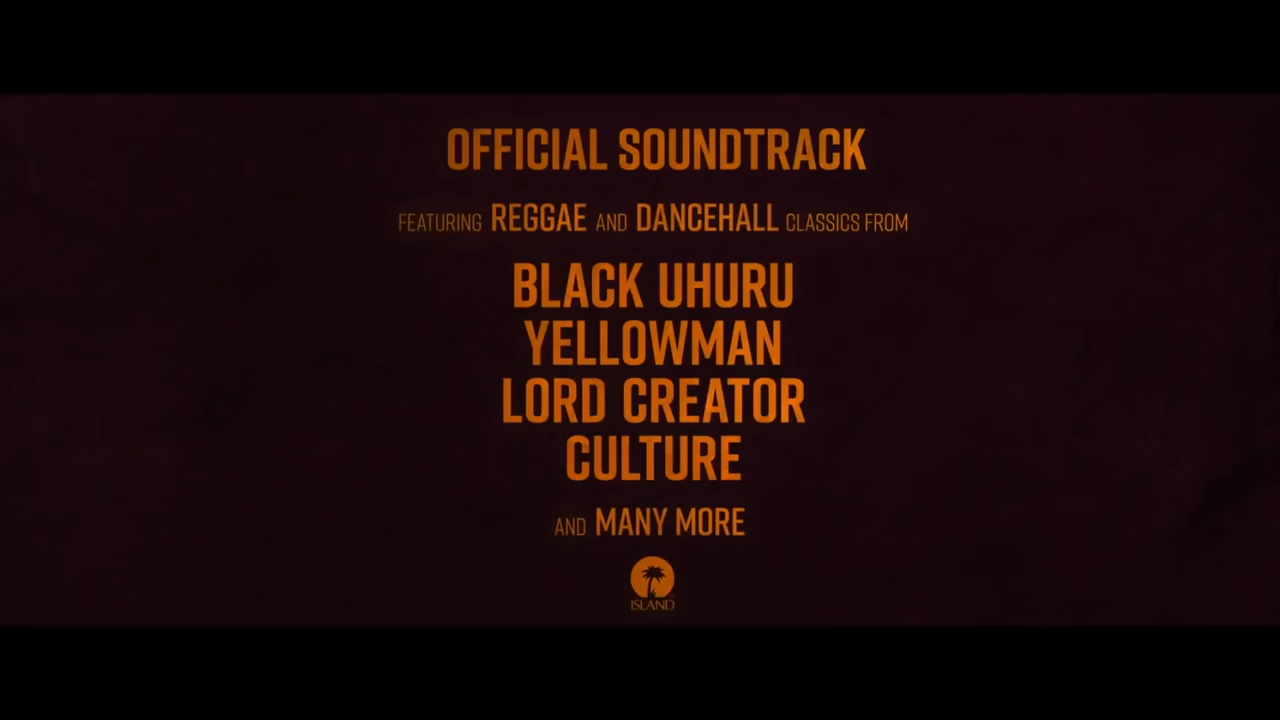 OFFICIAL SOUNDTRACK
FEATURING REGGAE AND DANCEHALL CLASSICS FROM
BLACK UHURU
YELLOWMAN
LORD CREATOR
CULTURE
AND MANY MORE
ISLAND